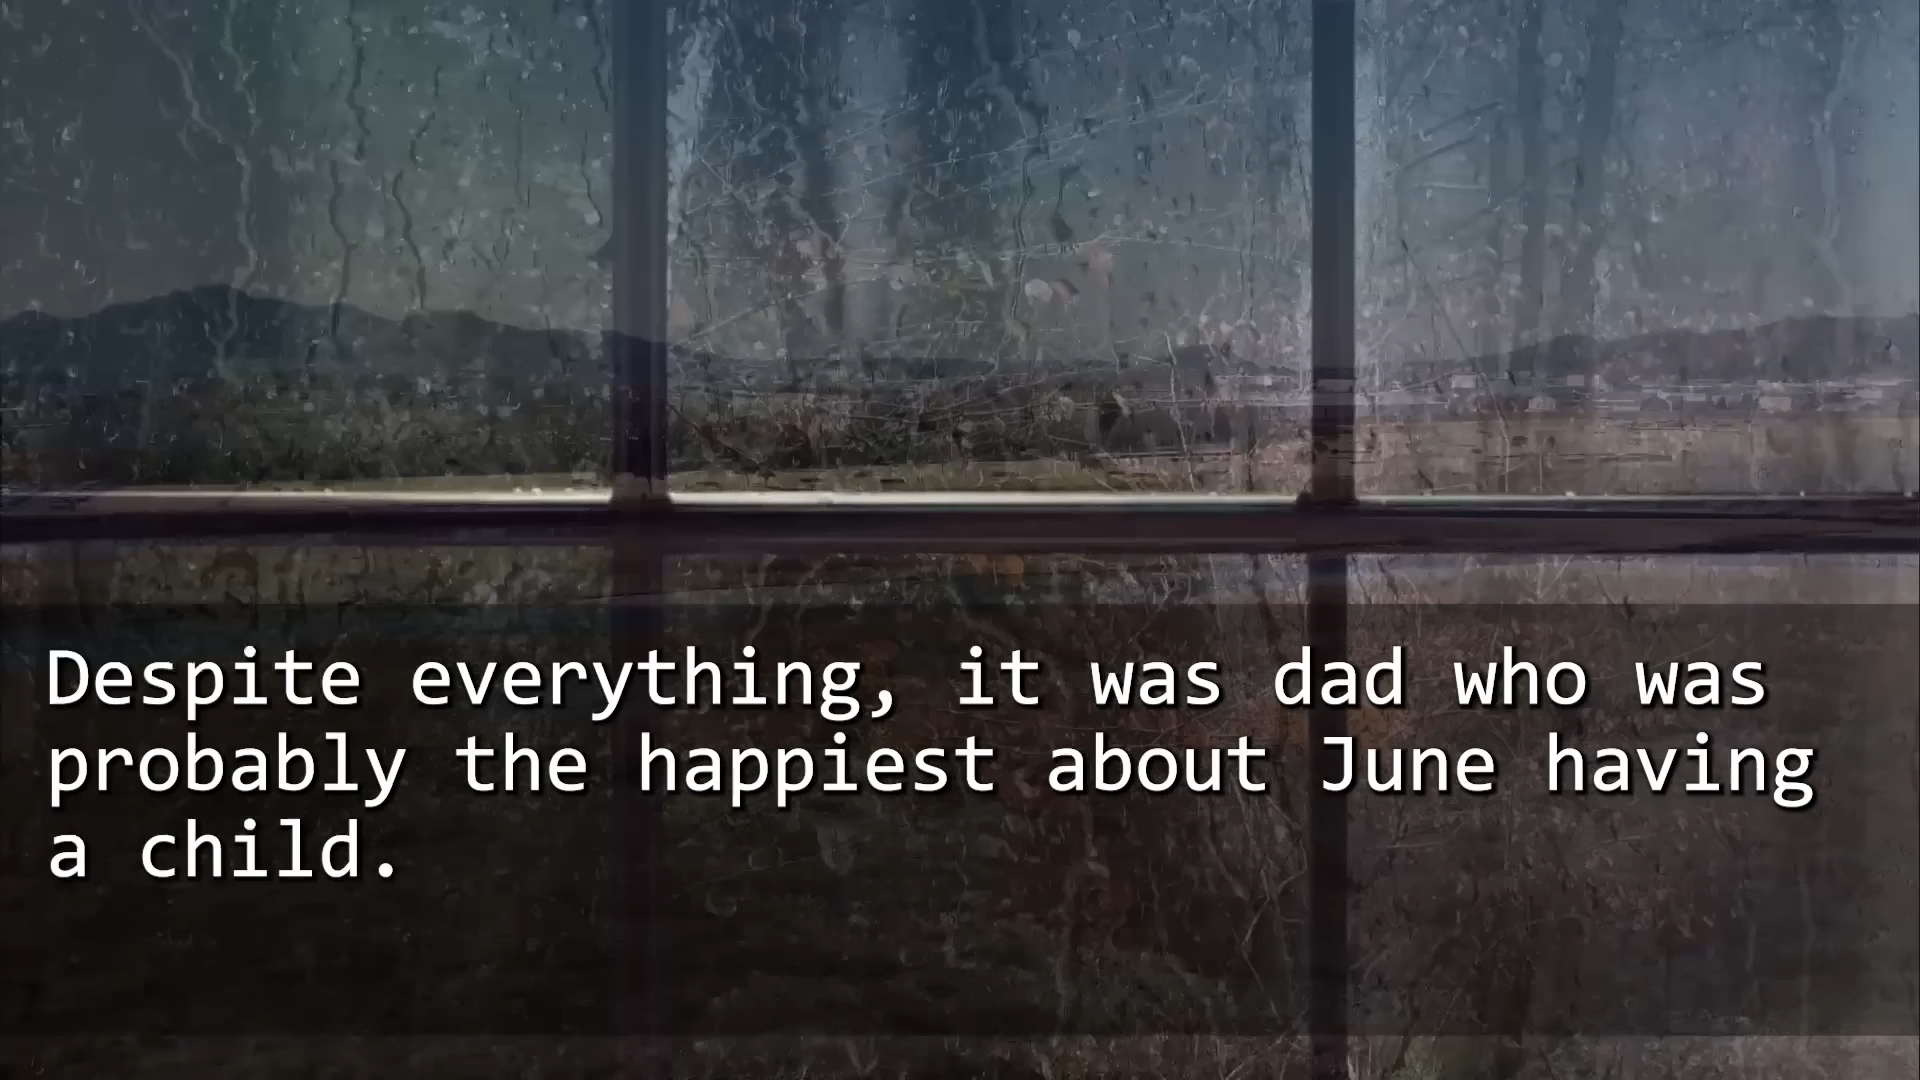 Despite everything, it was dad who was
probably the happiest about June having
a child.